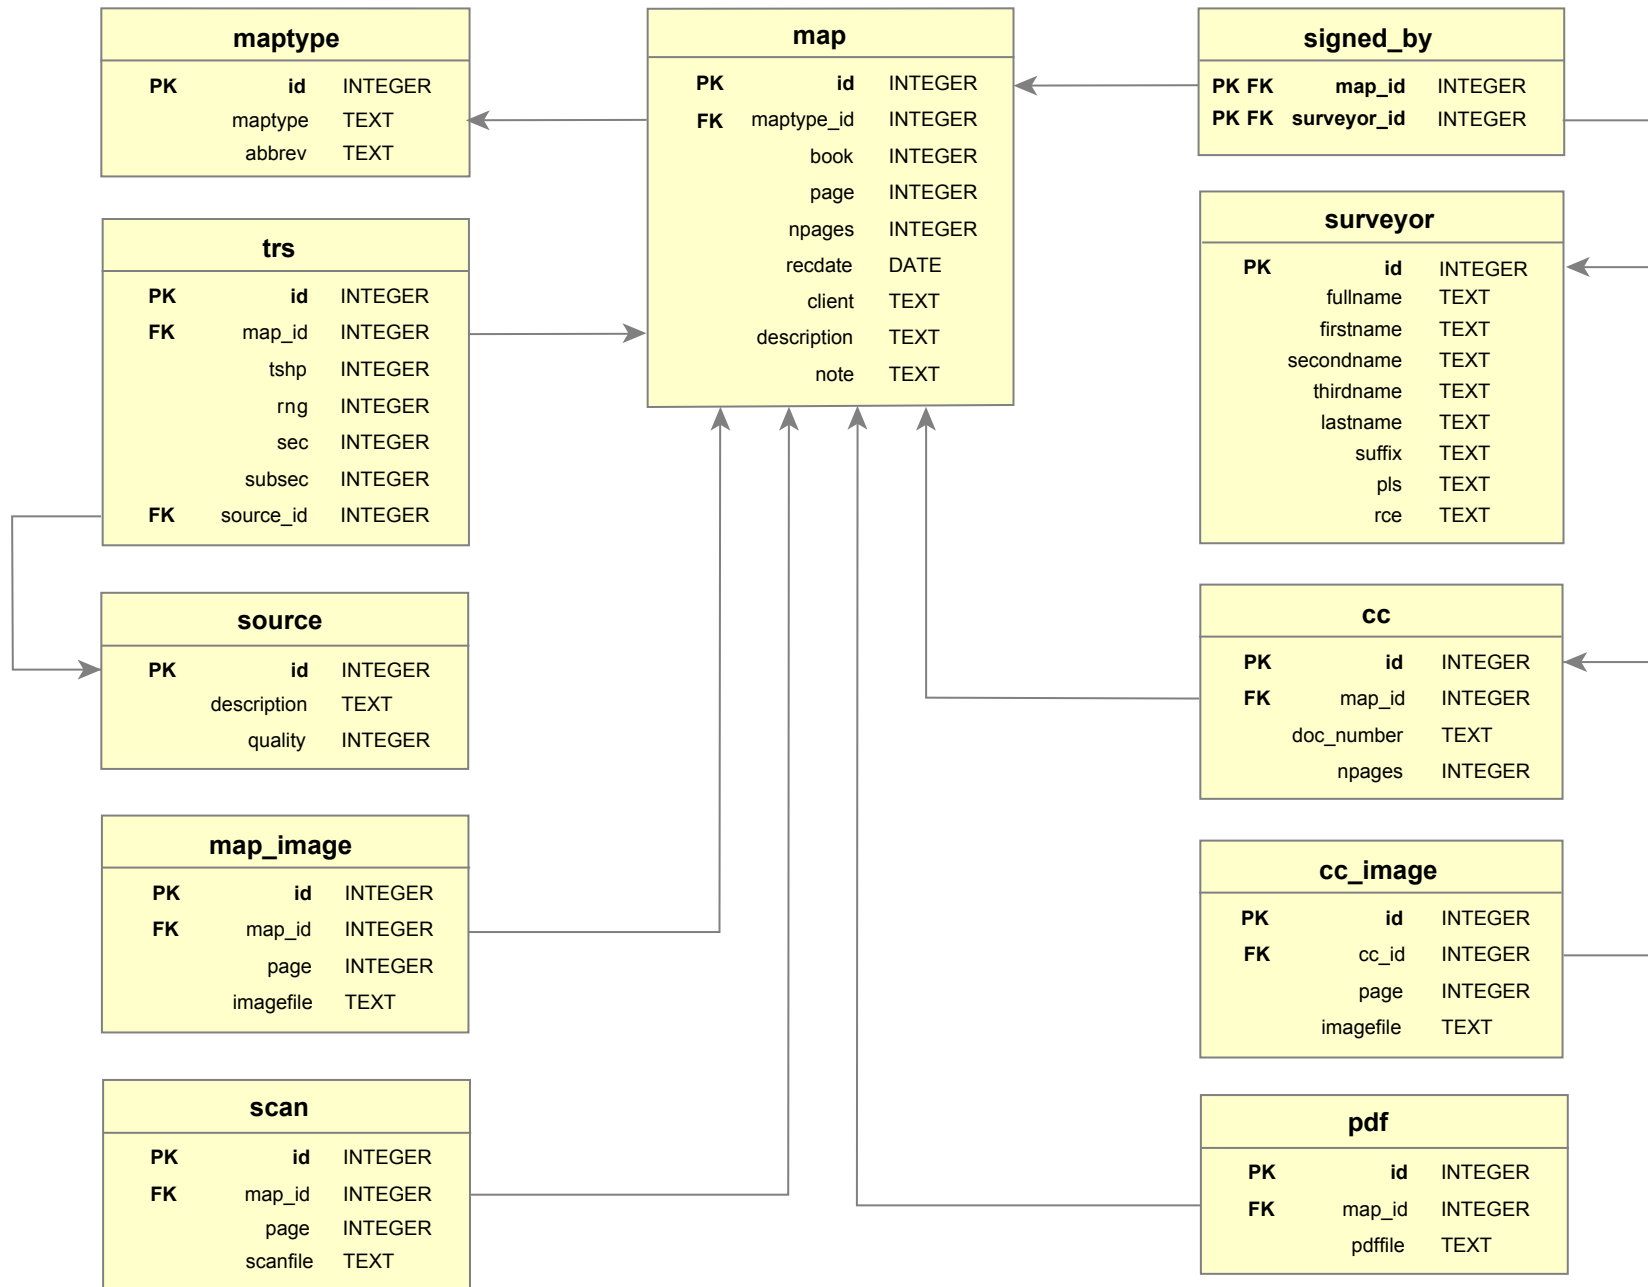 maptype
PK id INTEGER
maptype TEXT
abbrev TEXT
trs
PK id INTEGER
FK map_id INTEGER
tshp INTEGER
rng INTEGER
sec INTEGER
subsec INTEGER
FK source_id INTEGER
source
PK id INTEGER
description TEXT
quality INTEGER
map_image
PK id INTEGER
FK map_id INTEGER
page INTEGER
imagefile TEXT
scan
PK id INTEGER
FK map_id INTEGER
page INTEGER
scanfile TEXT
map
PK id INTEGER
FK maptype_id INTEGER
book INTEGER
page INTEGER
npages INTEGER
recdate DATE
client TEXT
description TEXT
note TEXT
signed_by
PK FK map_id INTEGER
PK FK surveyor_id INTEGER
surveyor
PK id INTEGER
fullname TEXT
firstname TEXT
secondname TEXT
thirdname TEXT
lastname TEXT
suffix TEXT
pls TEXT
rce TEXT
cc
PK id INTEGER
FK map_id INTEGER
doc_number TEXT
npages INTEGER
cc_image
PK id INTEGER
FK cc_id INTEGER
page INTEGER
imagefile TEXT
pdf
PK id INTEGER
FK map_id INTEGER
pdffile TEXT